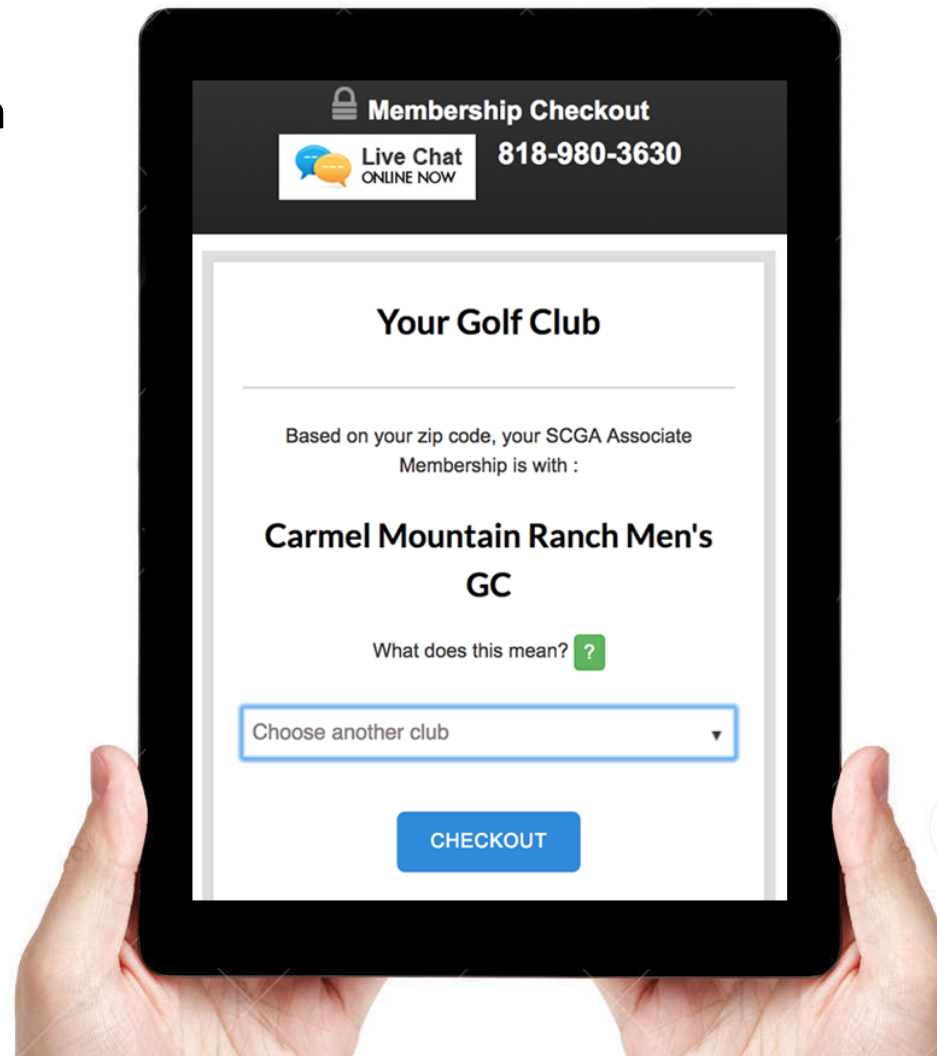 Membership Checkout
Live Chat
ONLINE NOW
818-980-3630
Your Golf Club
Based on your zip code, your SCGA Associate
Membership is with :
Carmel Mountain Ranch Men's
GC
What does this mean? ?
Choose another club
CHECKOUT